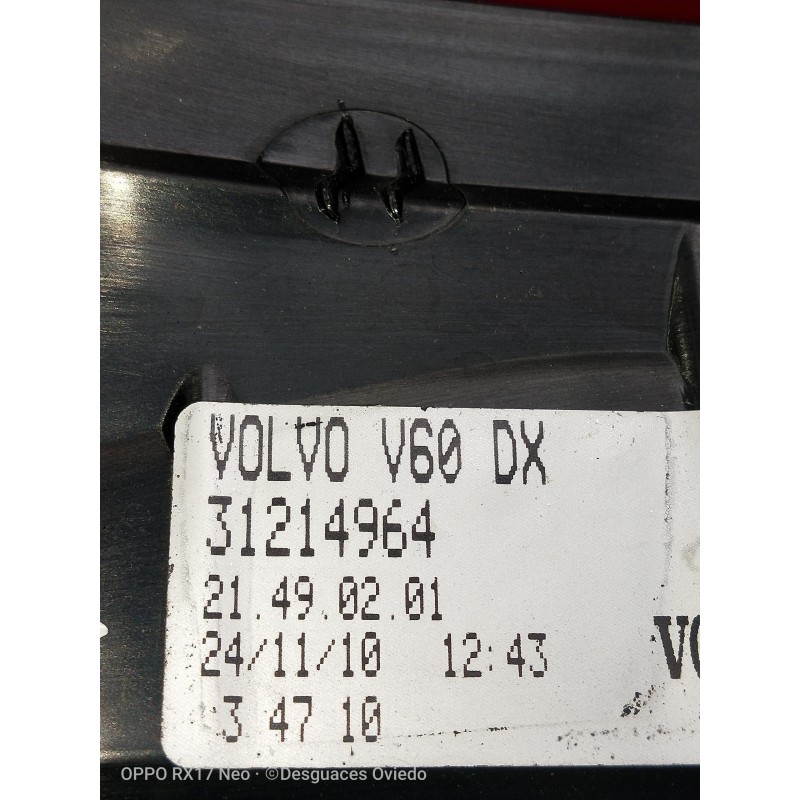 VOLVO V60 DX
31214964
21.49.02.01
24/11/10 12:43
3 47 10
OPPO RX17 Neo · ©Desguaces Oviedo